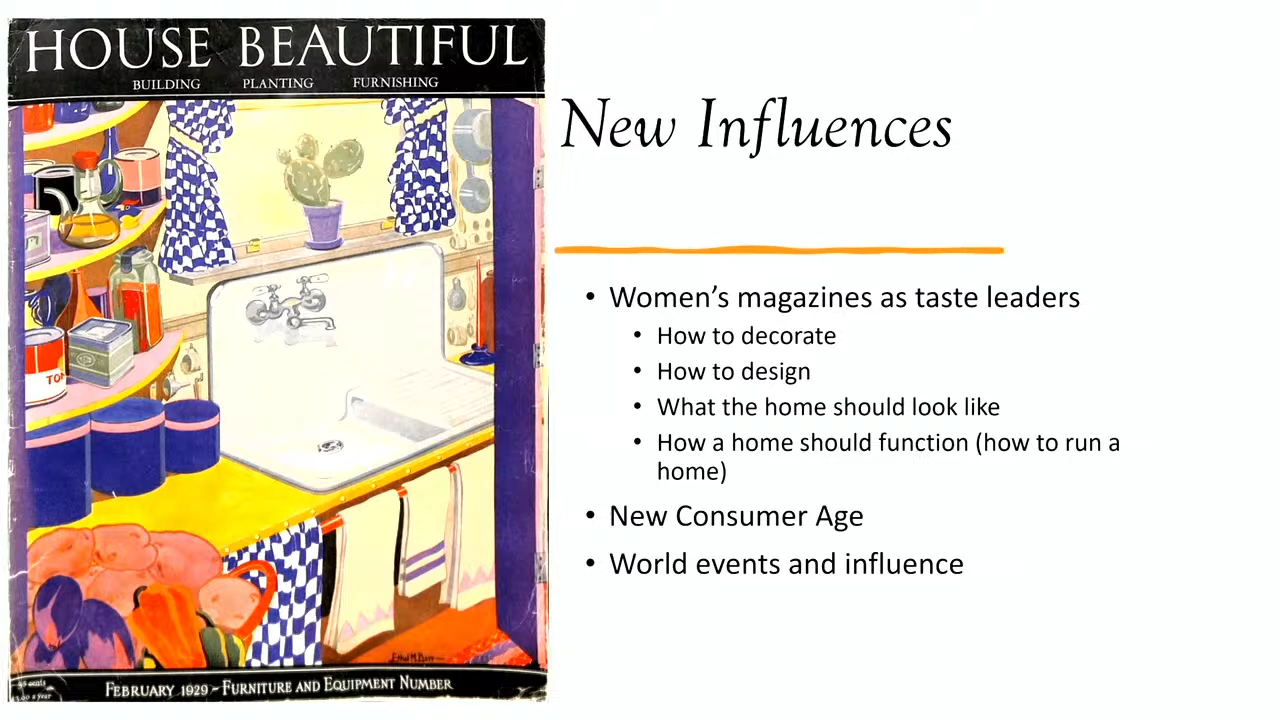 HOUSE BEAUTIFUL
BUILDING PLANTING FURNISHING
TO
FEBRUARY 1929 ~ FURNITURE AND EQUIPMENT NUMBER
New Influences
• Women’s magazines as taste leaders
• How to decorate
• How to design
• What the home should look like
• How a home should function (how to run a
home)
• New Consumer Age
• World events and influence